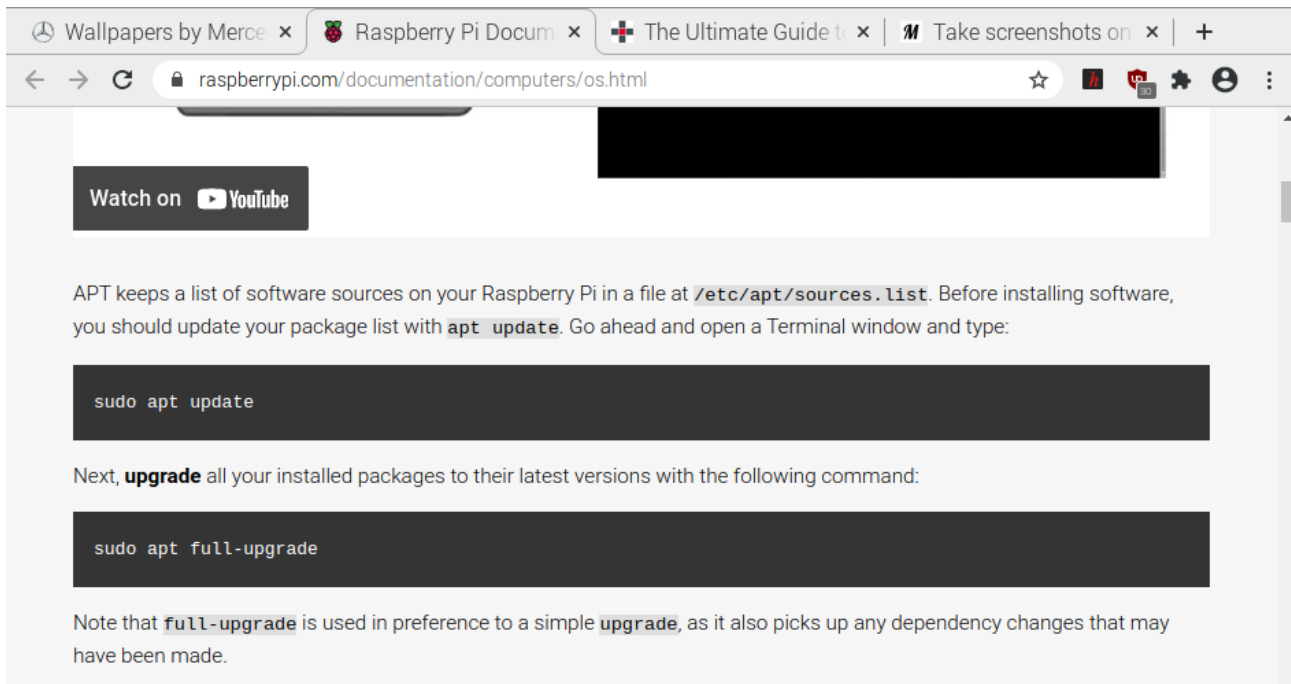 Wallpapers by Merce Raspberry Pi Docum The Ultimate Guide to Take screenshots on
raspberrypi.com/documentation/computers/os.html
30
Watch on YouTube
APT keeps a list of software sources on your Raspberry Pi in a file at /etc/apt/sources.list. Before installing software,
you should update your package list with apt update. Go ahead and open a Terminal window and type:
sudo apt update
Next, upgrade all your installed packages to their latest versions with the following command:
sudo apt full-upgrade
Note that full-upgrade is used in preference to a simple upgrade, as it also picks up any dependency changes that may
have been made.